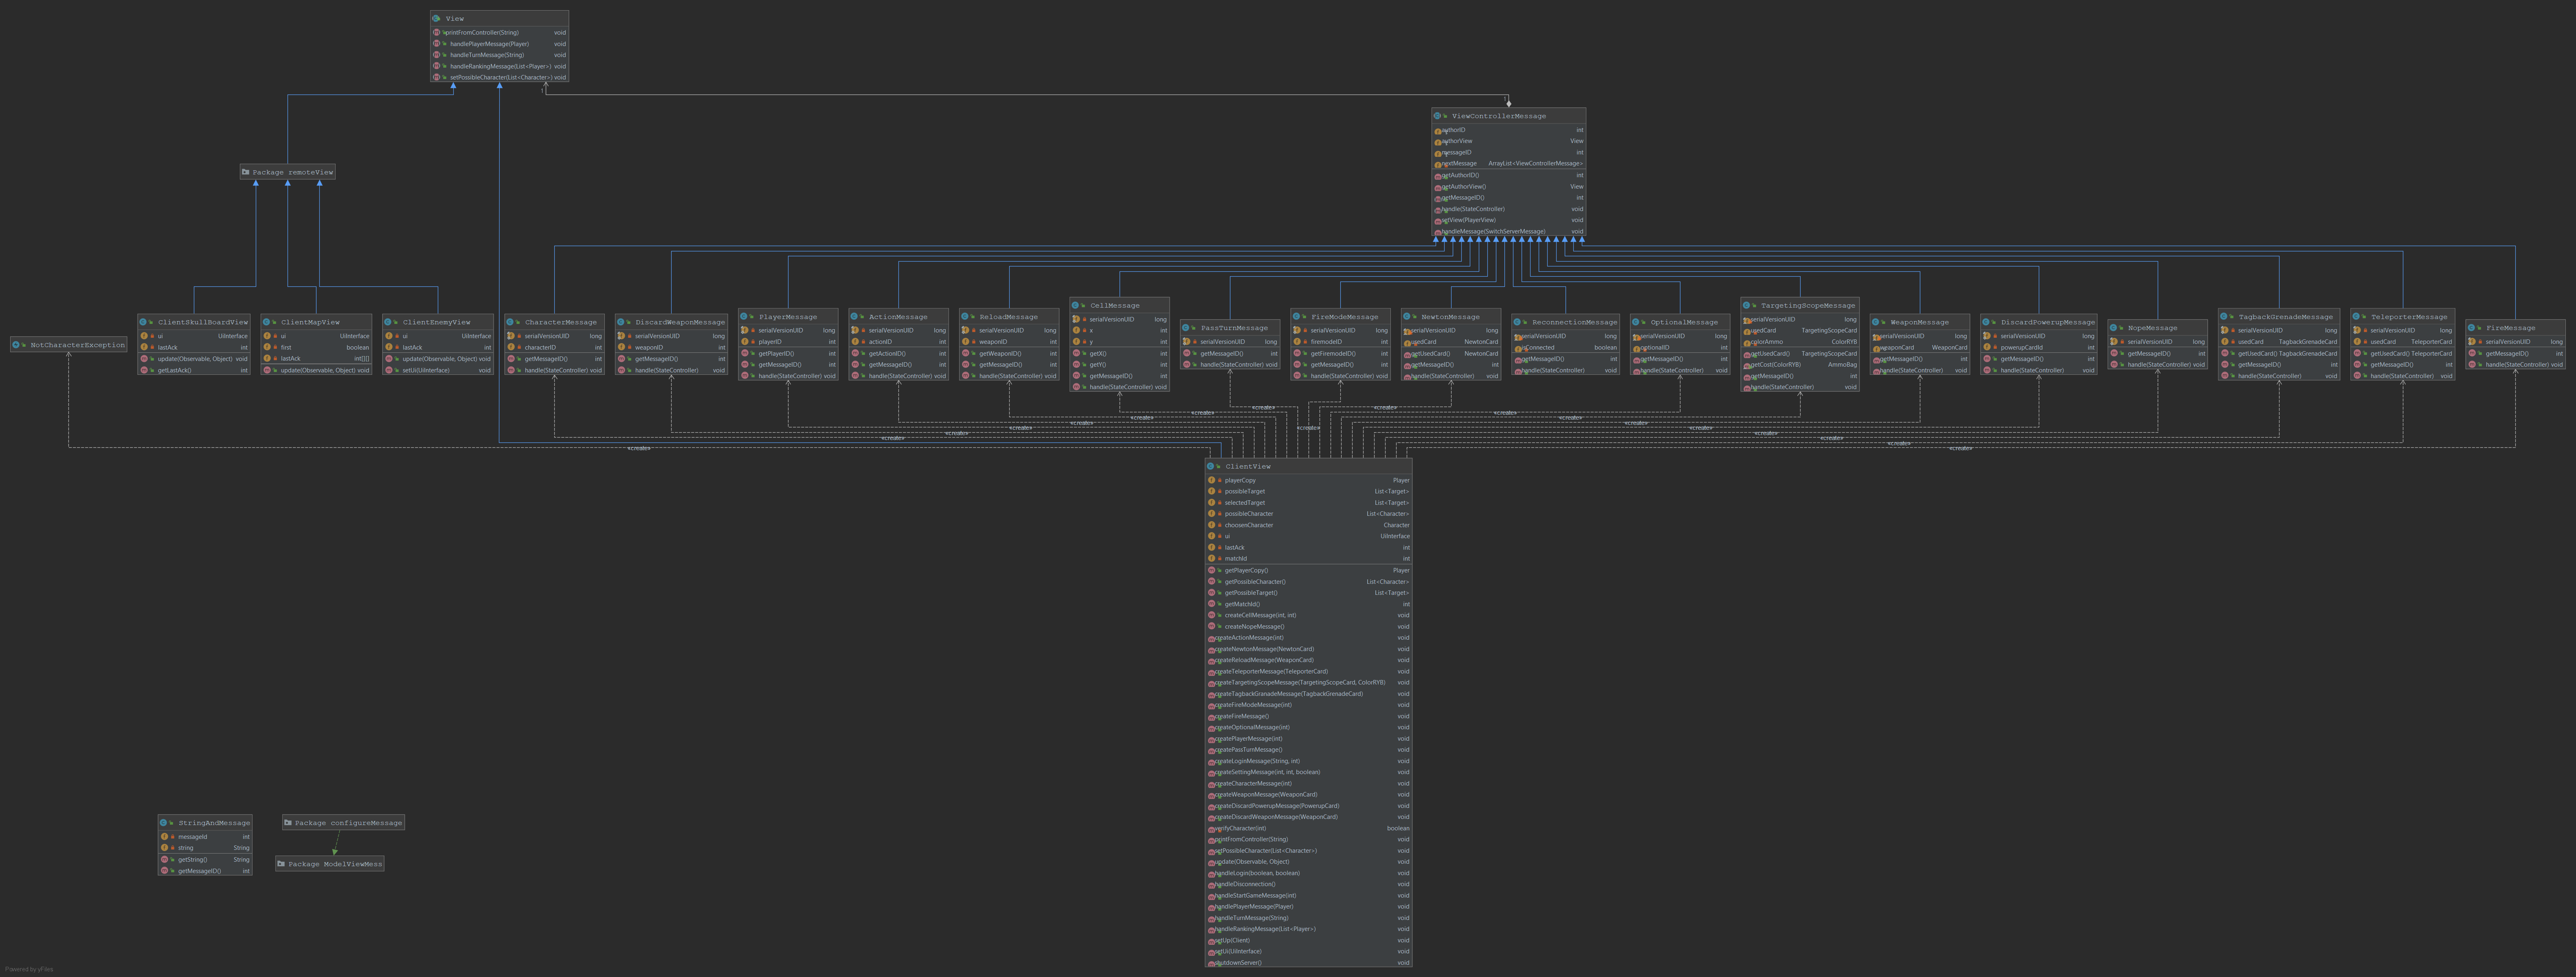 View
printFromController(String) void
handlePlayerMessage(Player) void
handleTurnMessage(String) void
handleRankingMessage(List<Player>) void
setPossibleCharacter(List<Character>) void
1
1
ViewControllerMessage
authorID int
authorView View
messageID int
nextMessage ArrayList<ViewControllerMessage>
getAuthorID() int
getAuthorView() View
getMessageID() int
handle(StateController) void
setView(PlayerView) void
handleMessage(SwitchServerMessage) void
Package remoteView
NotCharacterException
ClientSkullBoardView
ui UiInterface
lastAck int
update(Observable, Object) void
getLastAck() int
ClientMapView
ui UiInterface
first boolean
lastAck int[][]
update(Observable, Object) void
ClientEnemyView
ui UiInterface
lastAck int
update(Observable, Object) void
setUi(UiInterface) void
CharacterMessage
serialVersionUID long
characterID int
getMessageID() int
handle(StateController) void
DiscardWeaponMessage
serialVersionUID long
weaponID int
getMessageID() int
handle(StateController) void
PlayerMessage
serialVersionUID long
playerID int
getPlayerID() int
getMessageID() int
handle(StateController) void
ActionMessage
serialVersionUID long
actionID int
getActionID() int
getMessageID() int
handle(StateController) void
ReloadMessage
serialVersionUID long
weaponID int
getWeaponID() int
getMessageID() int
handle(StateController) void
CellMessage
serialVersionUID long
x int
y int
getX() int
getY() int
getMessageID() int
handle(StateController) void
PassTurnMessage
serialVersionUID long
getMessageID() int
handle(StateController) void
FireModeMessage
serialVersionUID long
firemodeID int
getFiremodeID() int
getMessageID() int
handle(StateController) void
NewtonMessage
serialVersionUID long
usedCard NewtonCard
getUsedCard() NewtonCard
getMessageID() int
handle(StateController) void
ReconnectionMessage
serialVersionUID long
isConnected boolean
getMessageID() int
handle(StateController) void
OptionalMessage
serialVersionUID long
optionalID int
getMessageID() int
handle(StateController) void
TargetingScopeMessage
serialVersionUID long
usedCard TargetingScopeCard
colorAmmo ColorRYB
getUsedCard() TargetingScopeCard
getCost(ColorRYB) AmmoBag
getMessageID() int
handle(StateController) void
WeaponMessage
serialVersionUID long
weaponCard WeaponCard
getMessageID() int
handle(StateController) void
DiscardPowerupMessage
serialVersionUID long
powerupCardId int
getMessageID() int
handle(StateController) void
NopeMessage
serialVersionUID long
getMessageID() int
handle(StateController) void
TagbackGrenadeMessage
serialVersionUID long
usedCard TagbackGrenadeCard
getUsedCard() TagbackGrenadeCard
getMessageID() int
handle(StateController) void
TeleporterMessage
serialVersionUID long
usedCard TeleporterCard
getUsedCard() TeleporterCard
getMessageID() int
handle(StateController) void
FireMessage
serialVersionUID long
getMessageID() int
handle(StateController) void
«create» «create» «create» «create»
«create» «create»
«create» «create»
«create» «create» «create»
«create» «create»
«create» «create»
«create»
«create» «create»
ClientView
playerCopy Player
possibleTarget List<Target>
selectedTarget List<Target>
possibleCharacter List<Character>
choosenCharacter Character
ui UiInterface
lastAck int
matchId int
getPlayerCopy() Player
getPossibleCharacter() List<Character>
getPossibleTarget() List<Target>
getMatchId() int
createCellMessage(int, int) void
createNopeMessage() void
createActionMessage(int) void
createNewtonMessage(NewtonCard) void
createReloadMessage(WeaponCard) void
createTeleporterMessage(TeleporterCard) void
createTargetingScopeMessage(TargetingScopeCard, ColorRYB) void
createTagbackGranadeMessage(TagbackGrenadeCard) void
createFireModeMessage(int) void
createFireMessage() void
createOptionalMessage(int) void
createPlayerMessage(int) void
createPassTurnMessage() void
createLoginMessage(String, int) void
createSettingMessage(int, int, boolean) void
createCharacterMessage(int) void
createWeaponMessage(WeaponCard) void
createDiscardPowerupMessage(PowerupCard) void
createDiscardWeaponMessage(WeaponCard) void
verifyCharacter(int) boolean
printFromController(String) void
setPossibleCharacter(List<Character>) void
update(Observable, Object) void
handleLogin(boolean, boolean) void
handleDisconnection() void
handleStartGameMessage(int) void
handlePlayerMessage(Player) void
handleTurnMessage(String) void
handleRankingMessage(List<Player>) void
setUp(Client) void
setUi(UiInterface) void
shutdownServer() void
StringAndMessage
messageId int
string String
getString() String
getMessageID() int
Package configureMessage
Package ModelViewMess
Powered by yFiles